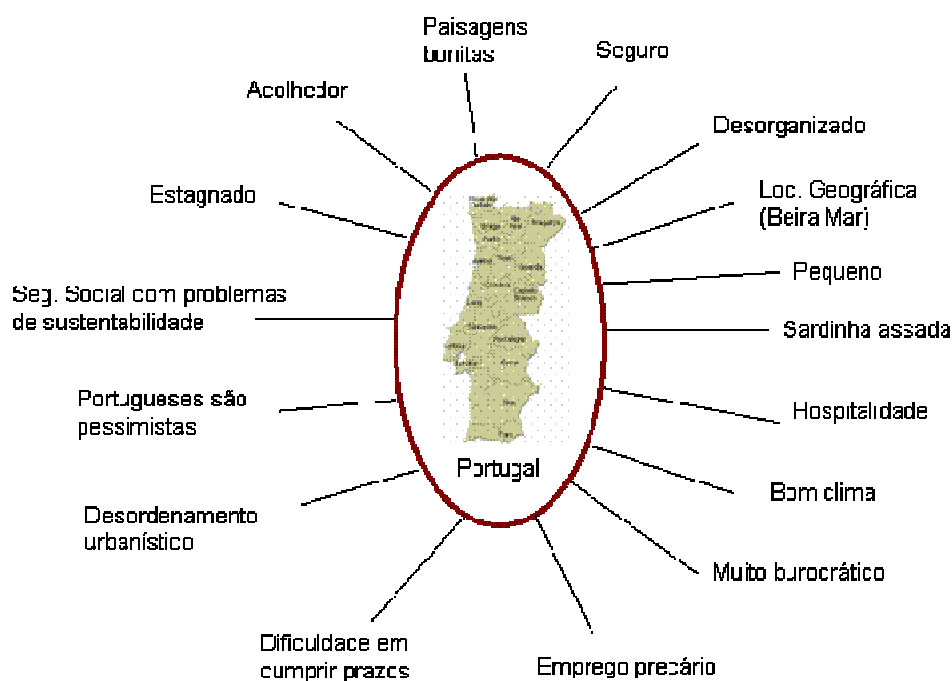 Paisagens
bonitas
Seguro
Acolhedor
Desorganizado
Estagnado
Loc. Geográfica
(Beira Mar)
Pequeno
Seg. Social com problemas
de sustentabilidade
Sardinha assada
Portugueses são
pessimistas
Hospitalidade
Portugal
Bom clima
Desordenamento
urbanístico
Muito burocrático
Dificuldade em
cumprir prazos
Emprego precário